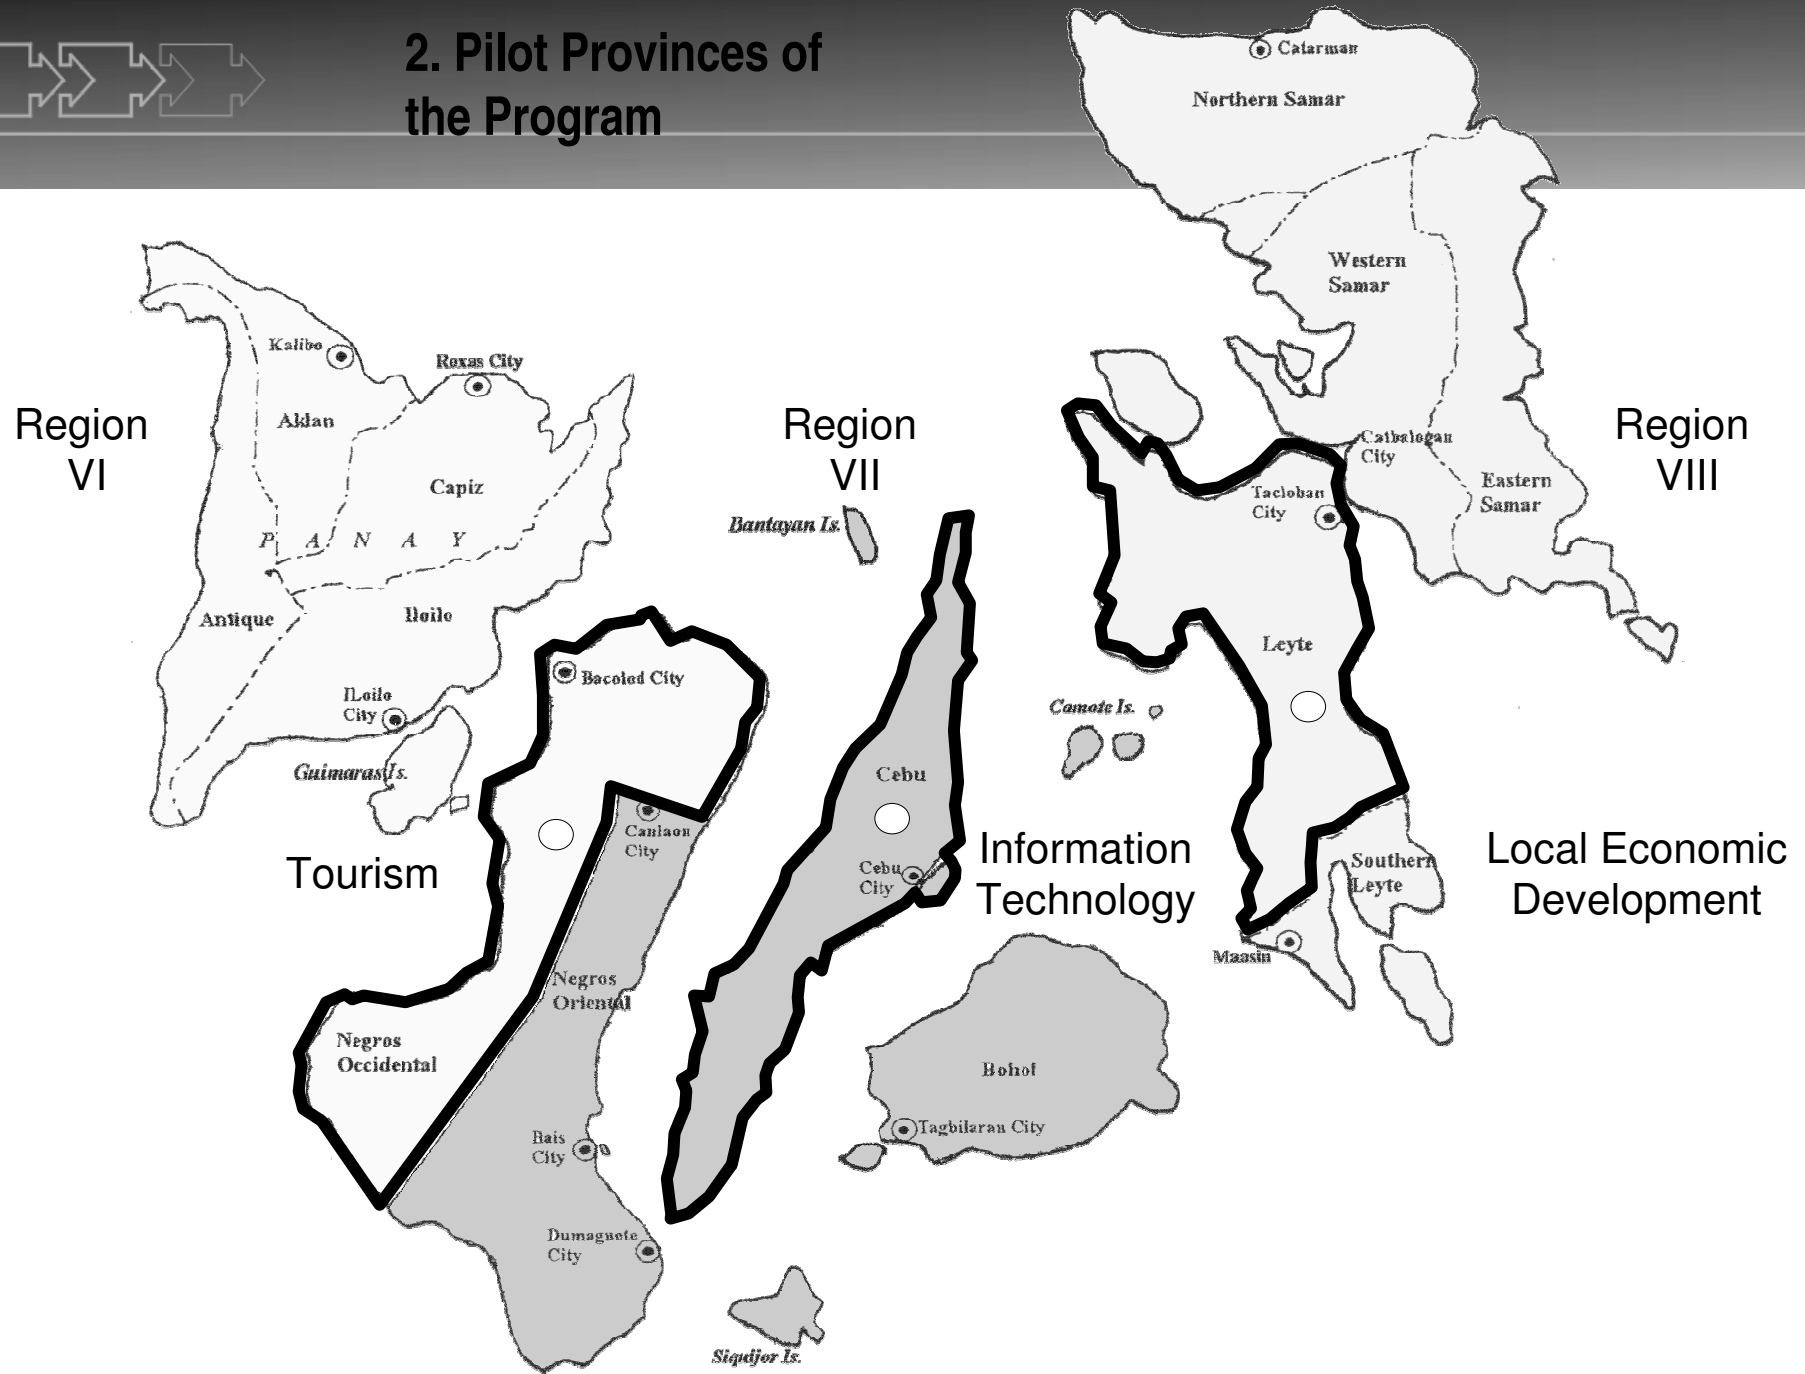 2. Pilot Provinces of
the Program
Catarman
Northern Samar
Western
Samar
Kalibo
Roxas City
Region
VI
Aklan
Region
VII
Catbalogan
City
Region
VIII
Capiz
Tacloban
City
Eastern
Samar
Bantayan Is.
P A N A Y
Antique
Iloilo
Leyte
Bacolod City
ILoilo
City
Camote Is.
Guimaras Is.
Cebu
Canlaon
City
Tourism
Cebu
City
Information
Technology
Southern
Leyte
Local Economic
Development
Maasin
Negros
Oriental
Negros
Occidental
Bohol
Tagbilaran City
Bais
City
Dumaguete
City
Siquijor Is.